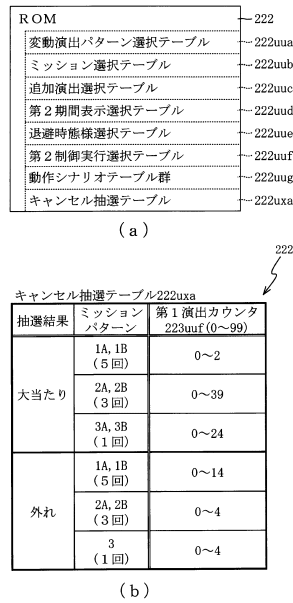 ROM
222
変動演出パターン選択テーブル
222uua
ミッション選択テーブル
222uub
追加演出選択テーブル
222uuc
第２期間表示選択テーブル
222uud
退避時態様選択テーブル
222uue
第２制御実行選択テーブル
222uuf
動作シナリオテーブル群
222uug
キャンセル抽選テーブル
222uxa
(a)
222
キャンセル抽選テーブル222uxa
抽選結果
ミッション
パターン
第１演出カウンタ
223uuf(0～99)
大当たり
1A,1B
(５回)
0～2
2A,2B
(３回)
0～39
3A,3B
(１回)
0～24
外れ
1A,1B
(５回)
0～14
2A,2B
(３回)
0～4
3
(１回)
0～4
(b)